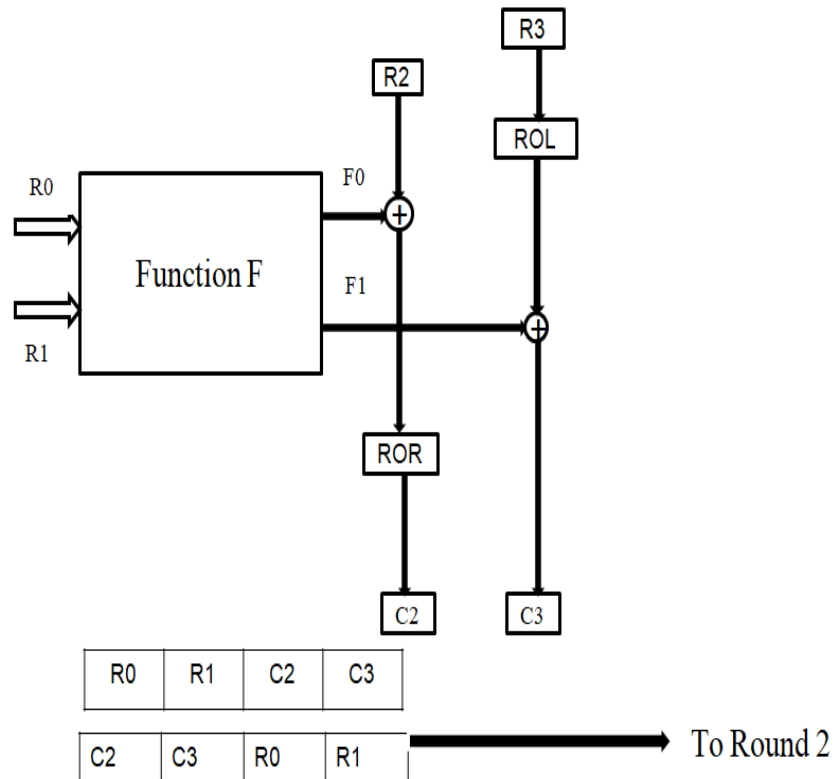 R3
R2
ROL
R0
F0
+
Function F
F1
+
R1
ROR
C2
C3
R0 R1 C2 C3
C2 C3 R0 R1
To Round 2